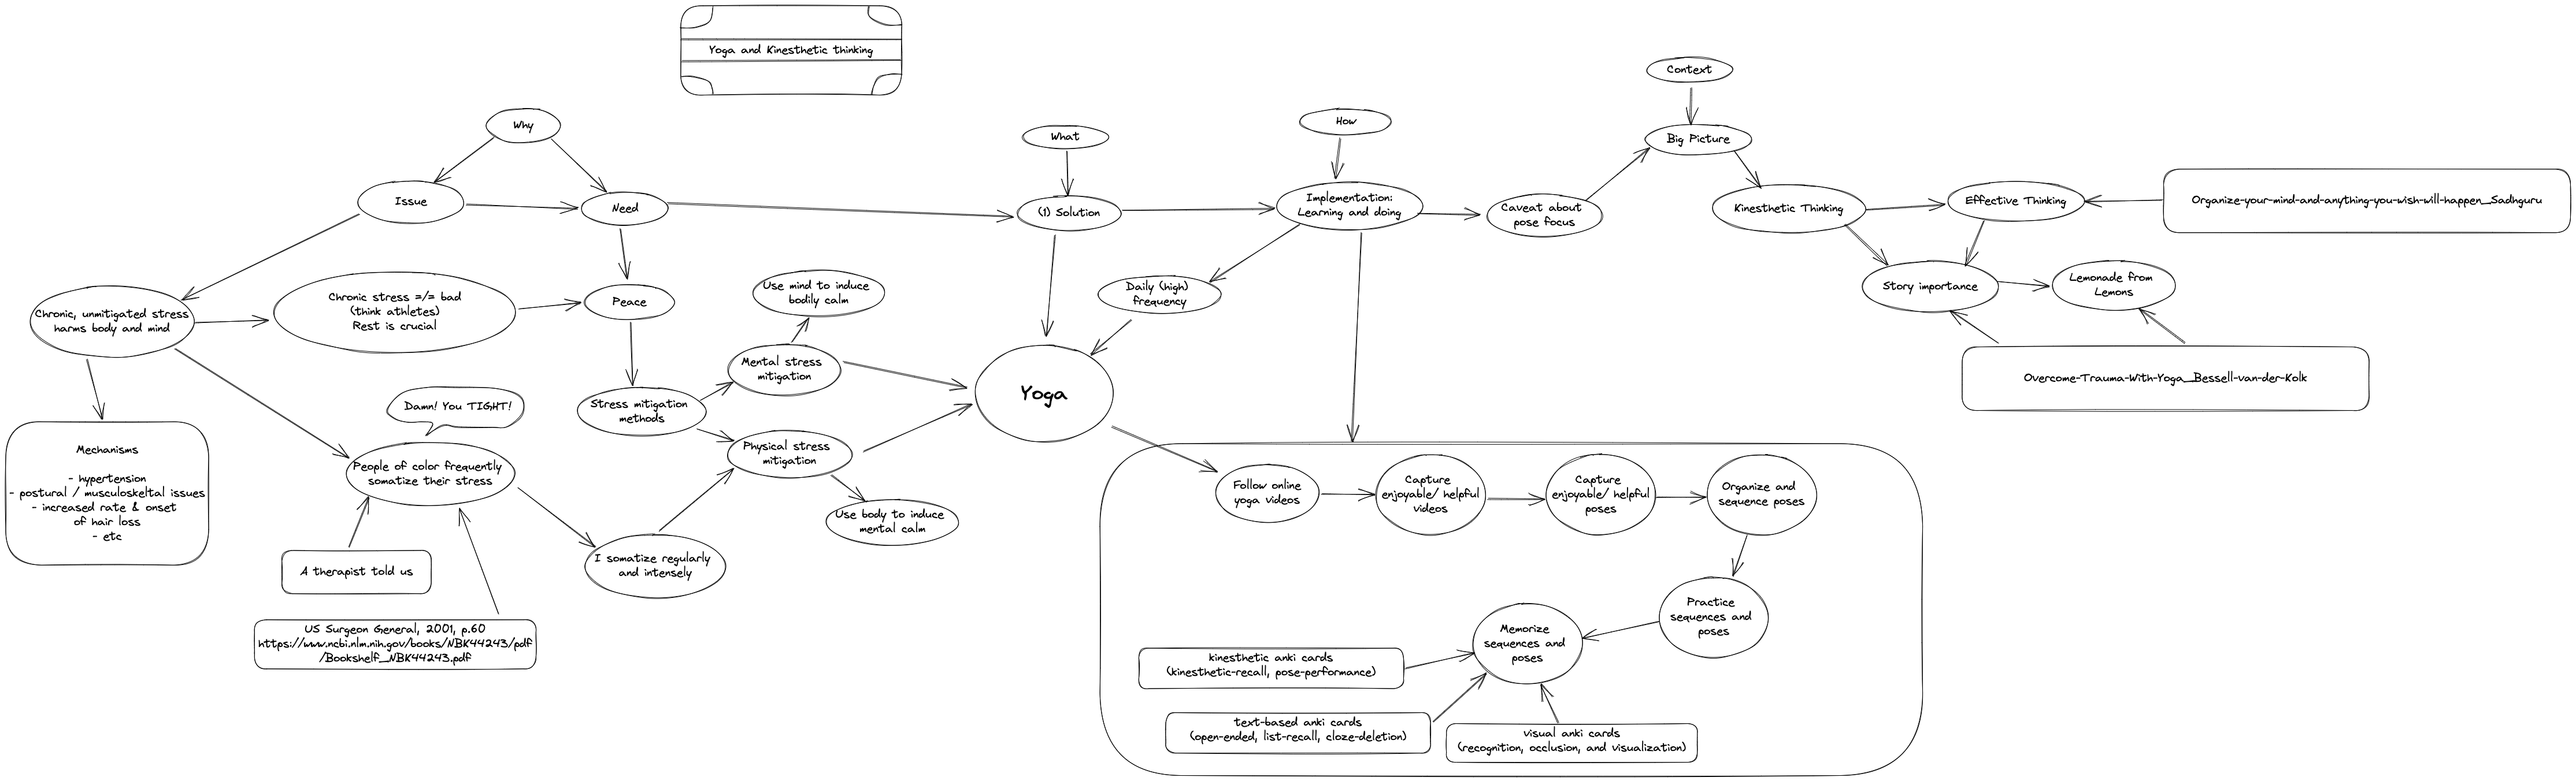 Yoga and Kinesthetic thinking
Why
Issue
Need
Chronic, unmitigated stress
harms body and mind
Chronic stress =/= bad
(think athletes)
Rest is crucial
Peace
Mechanisms
- hypertension
- postural / musculoskeltal issues
- increased rate & onset
of hair loss
- etc
Damn! You TIGHT!
People of color frequently
somatize their stress
A therapist told us
US Surgeon General, 2001, p.60
https://www.ncbi.nlm.nih.gov/books/NBK44243/pdf
/Bookshelf_NBK44243.pdf
I somatize regularly
and intensely
Stress mitigation
methods
Use mind to induce
bodily calm
Mental stress
mitigation
Physical stress
mitigation
Use body to induce
mental calm
What
(1) Solution
Yoga
How
Implementation:
Learning and doing
Daily (high)
frequency
Caveat about
pose focus
Context
Big Picture
Kinesthetic Thinking
Effective Thinking
Organize-your-mind-and-anything-you-wish-will-happen_Sadhguru
Story importance
Lemonade from
Lemons
Overcome-Trauma-With-Yoga_Bessell-van-der-Kolk
Follow online
yoga videos
Capture
enjoyable/ helpful
videos
Capture
enjoyable/ helpful
poses
Organize and
sequence poses
Practice
sequences and
poses
Memorize
sequences and
poses
kinesthetic anki cards
(kinesthetic-recall, pose-performance)
text-based anki cards
(open-ended, list-recall, cloze-deletion)
visual anki cards
(recognition, occlusion, and visualization)